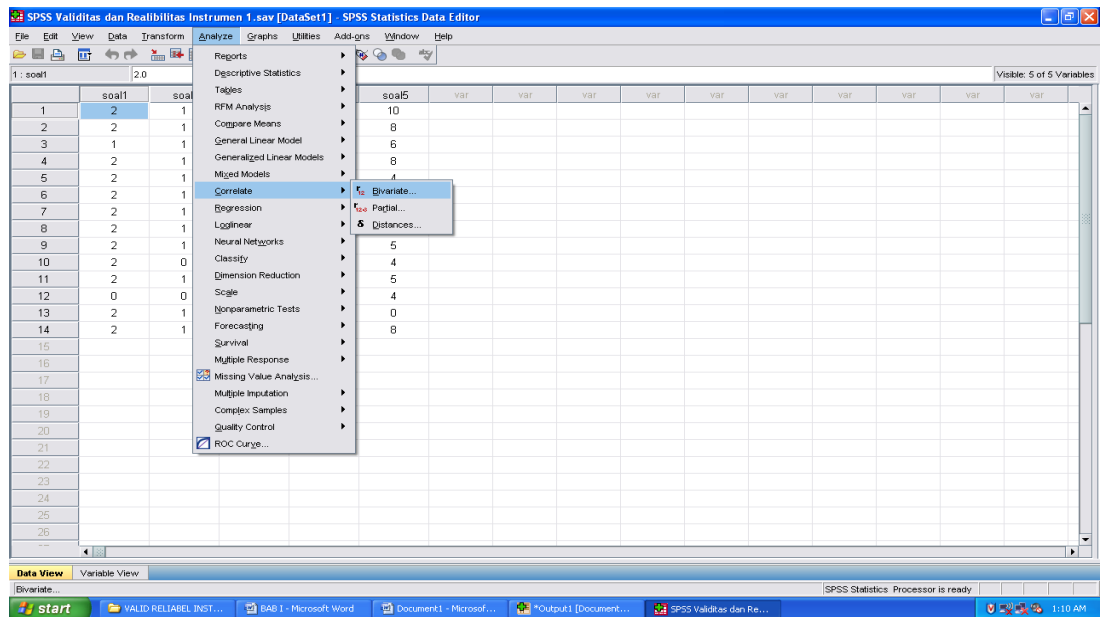 SPSS Validitas dan Realibilitas Instrumen 1.sav [DataSet1] - SPSS Statistics Data Editor
File Edit View Data Transform Analyze Graphs Utilities Add-ons Window Help
1 : soal1 2.0 Visible: 5 of 5 Variables
soal1 soal soal5 var var var var var var var var var var
1 2 1 10
2 2 1 8
3 1 1 6
4 2 1 8
5 2 1
6 2 1
7 2 1
8 2 1
9 2 1 5
10 2 0 4
11 2 1 5
12 0 0 4
13 2 1 0
14 2 1 8
15
16
17
18
19
20
21
22
23
24
25
26
Reports
Descriptive Statistics
Tables
RFM Analysis
Compare Means
General Linear Model
Generalized Linear Models
Mixed Models
Correlate
Regression
Loglinear
Neural Networks
Classify
Dimension Reduction
Scale
Nonparametric Tests
Forecasting
Survival
Multiple Response
Missing Value Analysis...
Multiple Imputation
Complex Samples
Quality Control
ROC Curve...
Bivariate...
Partial...
Distances...
Data View Variable View
Bivariate... SPSS Statistics Processor is ready
start VALID RELIABEL INST... BAB I - Microsoft Word Document1 - Microsof... *Output1 [Document... SPSS Validitas dan Re... 1:10 AM